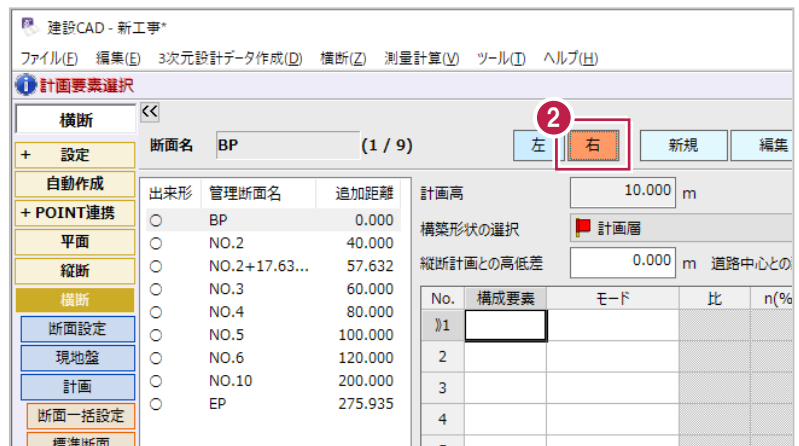 建設CAD - 新工事*
ファイル(F) 編集(E) 3次元設計データ作成(D) 横断(Z) 測量計算(V) ツール(T) ヘルプ(H)
計画要素選択
横断
<<
断面名 BP (1 / 9)
2
左 右 新規 編集
+ 設定
自動作成
+ POINT連携
平面
縦断
横断
断面設定
現地盤
計画
断面一括設定
標準断面
出来形 管理断面名 追加距離
○ BP 0.000
○ NO.2 40.000
○ NO.2+17.63... 57.632
○ NO.3 60.000
○ NO.4 80.000
○ NO.5 100.000
○ NO.6 120.000
○ NO.10 200.000
○ EP 275.935
計画高 10.000 m
構築形状の選択 計画層
縦断計画との高低差 0.000 m 道路中心との
No. 構成要素 モード 比 n(%
⟫1
2
3
4